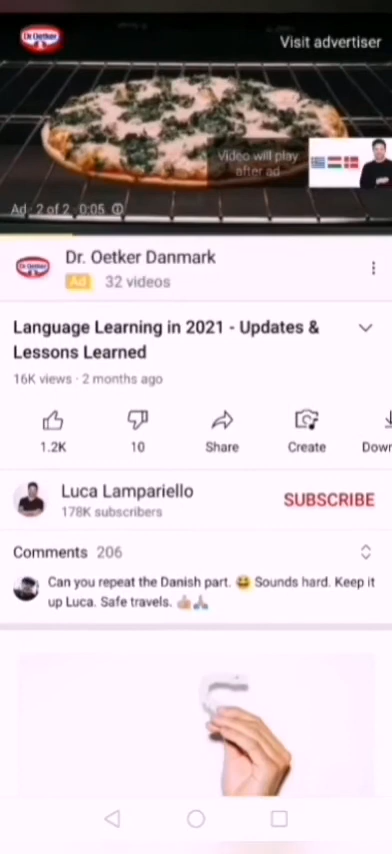 Dr.Oetker
Visit advertiser
Video will play
after ad
Ad · 2 of 2 · 0:05
Dr.Oetker
Dr. Oetker Danmark
Ad 32 videos
Language Learning in 2021 - Updates &
Lessons Learned
16K views · 2 months ago
1.2K 10 Share Create Down
Luca Lampariello
178K subscribers
SUBSCRIBE
Comments 206
Can you repeat the Danish part. 😄 Sounds hard. Keep it
up Luca. Safe travels. 👍🙏